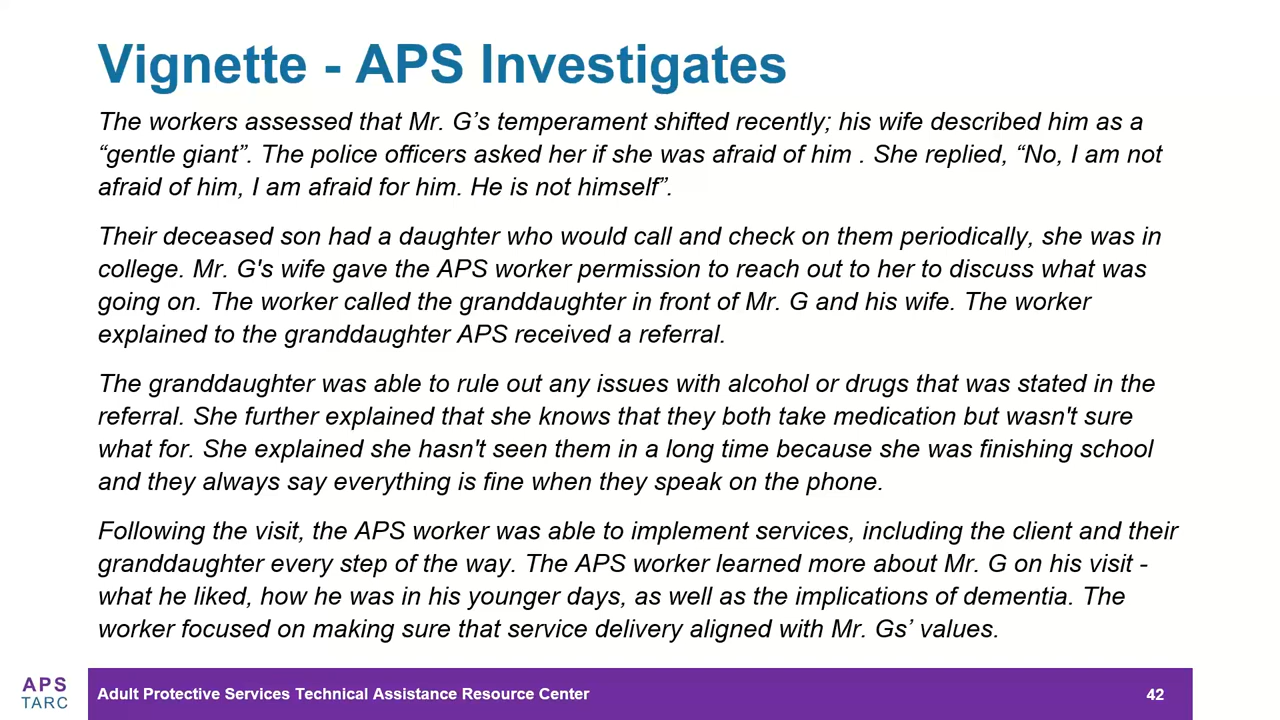 Vignette - APS Investigates
The workers assessed that Mr. G’s temperament shifted recently; his wife described him as a
“gentle giant”. The police officers asked her if she was afraid of him . She replied, “No, I am not
afraid of him, I am afraid for him. He is not himself”.
Their deceased son had a daughter who would call and check on them periodically, she was in
college. Mr. G's wife gave the APS worker permission to reach out to her to discuss what was
going on. The worker called the granddaughter in front of Mr. G and his wife. The worker
explained to the granddaughter APS received a referral.
The granddaughter was able to rule out any issues with alcohol or drugs that was stated in the
referral. She further explained that she knows that they both take medication but wasn't sure
what for. She explained she hasn't seen them in a long time because she was finishing school
and they always say everything is fine when they speak on the phone.
Following the visit, the APS worker was able to implement services, including the client and their
granddaughter every step of the way. The APS worker learned more about Mr. G on his visit -
what he liked, how he was in his younger days, as well as the implications of dementia. The
worker focused on making sure that service delivery aligned with Mr. Gs’ values.
APS
TARC
Adult Protective Services Technical Assistance Resource Center
42